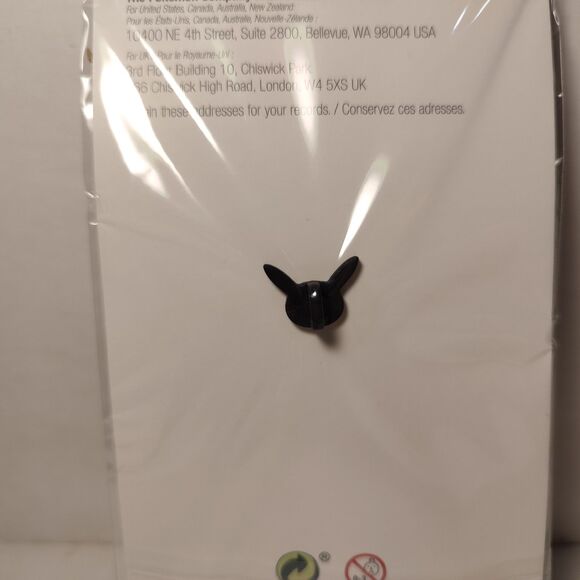 For United States, Canada, Australia, New Zealand:
Pour les États-Unis, Canada, Australie, Nouvelle-Zélande :
10400 NE 4th Street, Suite 2800, Bellevue, WA 98004 USA
For UK / Pour le Royaume-Uni :
3rd Floor Building 10, Chiswick Park
Chiswick High Road, London, W4 5XS UK
these addresses for your records. / Conservez ces adresses.
®